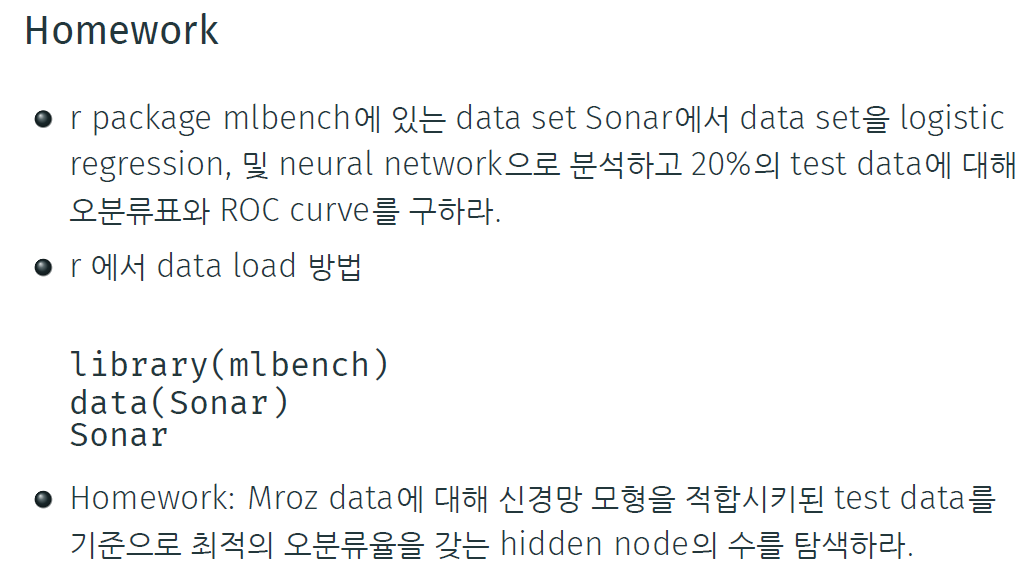 Homework
r package mlbench에 있는 data set Sonar에서 data set을 logistic
regression, 및 neural network으로 분석하고 20%의 test data에 대해
오분류표와 ROC curve를 구하라.
r 에서 data load 방법
library(mlbench)
data(Sonar)
Sonar
Homework: Mroz data에 대해 신경망 모형을 적합시키된 test data를
기준으로 최적의 오분류율을 갖는 hidden node의 수를 탐색하라.